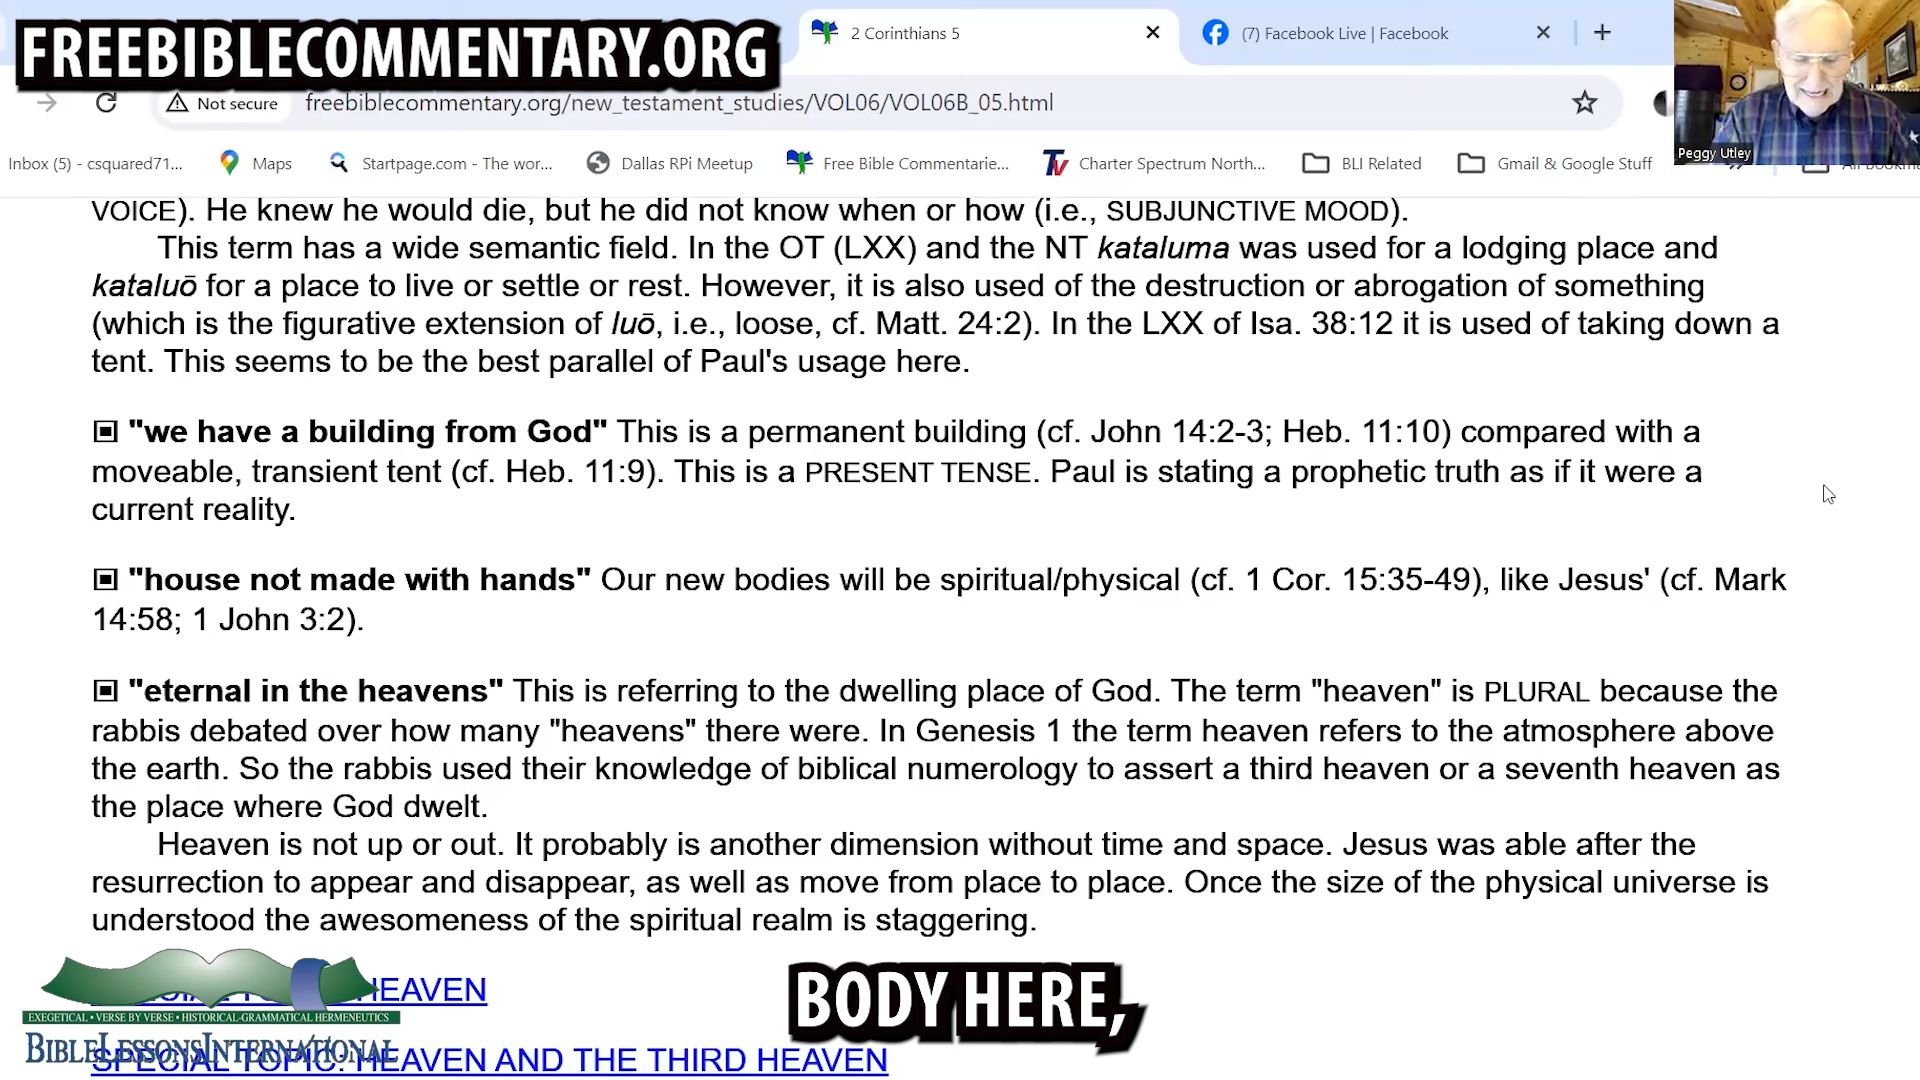 FREEBIBLECOMMENTARY.ORG
2 Corinthians 5
(7) Facebook Live | Facebook
Not secure
freebiblecommentary.org/new_testament_studies/VOL06/VOL06B_05.html
Peggy Utley
Inbox (5) - csquared71...
Maps
Startpage.com - The wor...
Dallas RPi Meetup
Free Bible Commentarie...
Charter Spectrum North...
BLI Related
Gmail & Google Stuff
VOICE). He knew he would die, but he did not know when or how (i.e., SUBJUNCTIVE MOOD).
This term has a wide semantic field. In the OT (LXX) and the NT kataluma was used for a lodging place and
kataluō for a place to live or settle or rest. However, it is also used of the destruction or abrogation of something
(which is the figurative extension of luō, i.e., loose, cf. Matt. 24:2). In the LXX of Isa. 38:12 it is used of taking down a
tent. This seems to be the best parallel of Paul's usage here.
"we have a building from God" This is a permanent building (cf. John 14:2-3; Heb. 11:10) compared with a
moveable, transient tent (cf. Heb. 11:9). This is a PRESENT TENSE. Paul is stating a prophetic truth as if it were a
current reality.
"house not made with hands" Our new bodies will be spiritual/physical (cf. 1 Cor. 15:35-49), like Jesus' (cf. Mark
14:58; 1 John 3:2).
"eternal in the heavens" This is referring to the dwelling place of God. The term "heaven" is PLURAL because the
rabbis debated over how many "heavens" there were. In Genesis 1 the term heaven refers to the atmosphere above
the earth. So the rabbis used their knowledge of biblical numerology to assert a third heaven or a seventh heaven as
the place where God dwelt.
Heaven is not up or out. It probably is another dimension without time and space. Jesus was able after the
resurrection to appear and disappear, as well as move from place to place. Once the size of the physical universe is
understood the awesomeness of the spiritual realm is staggering.
HEAVEN
BODY HERE,
EXEGETICAL • VERSE BY VERSE • HISTORICAL-GRAMMATICAL HERMENEUTICS
BIBLELESSONSINTERNATIONAL
SPECIAL TOPIC: HEAVEN AND THE THIRD HEAVEN